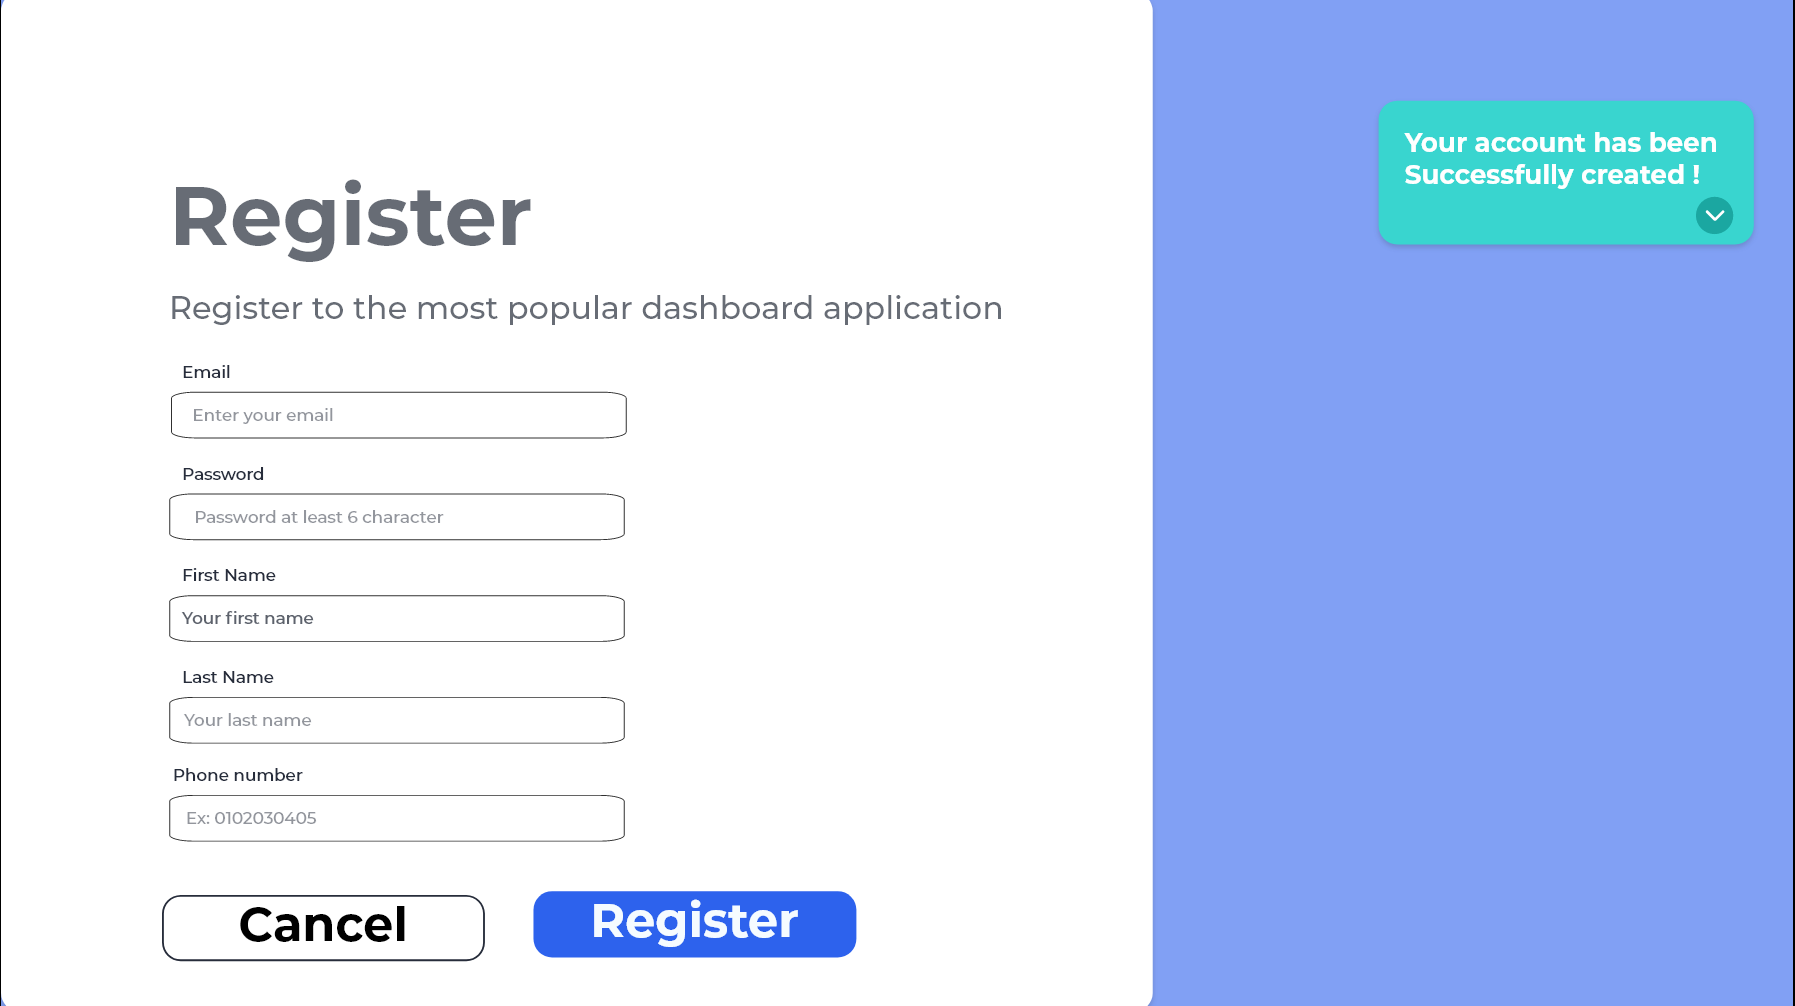 Register
Register to the most popular dashboard application
Email
Enter your email
Password
Password at least 6 character
First Name
Your first name
Last Name
Your last name
Phone number
Ex: 0102030405
Cancel
Register
Your account has been
Successfully created !